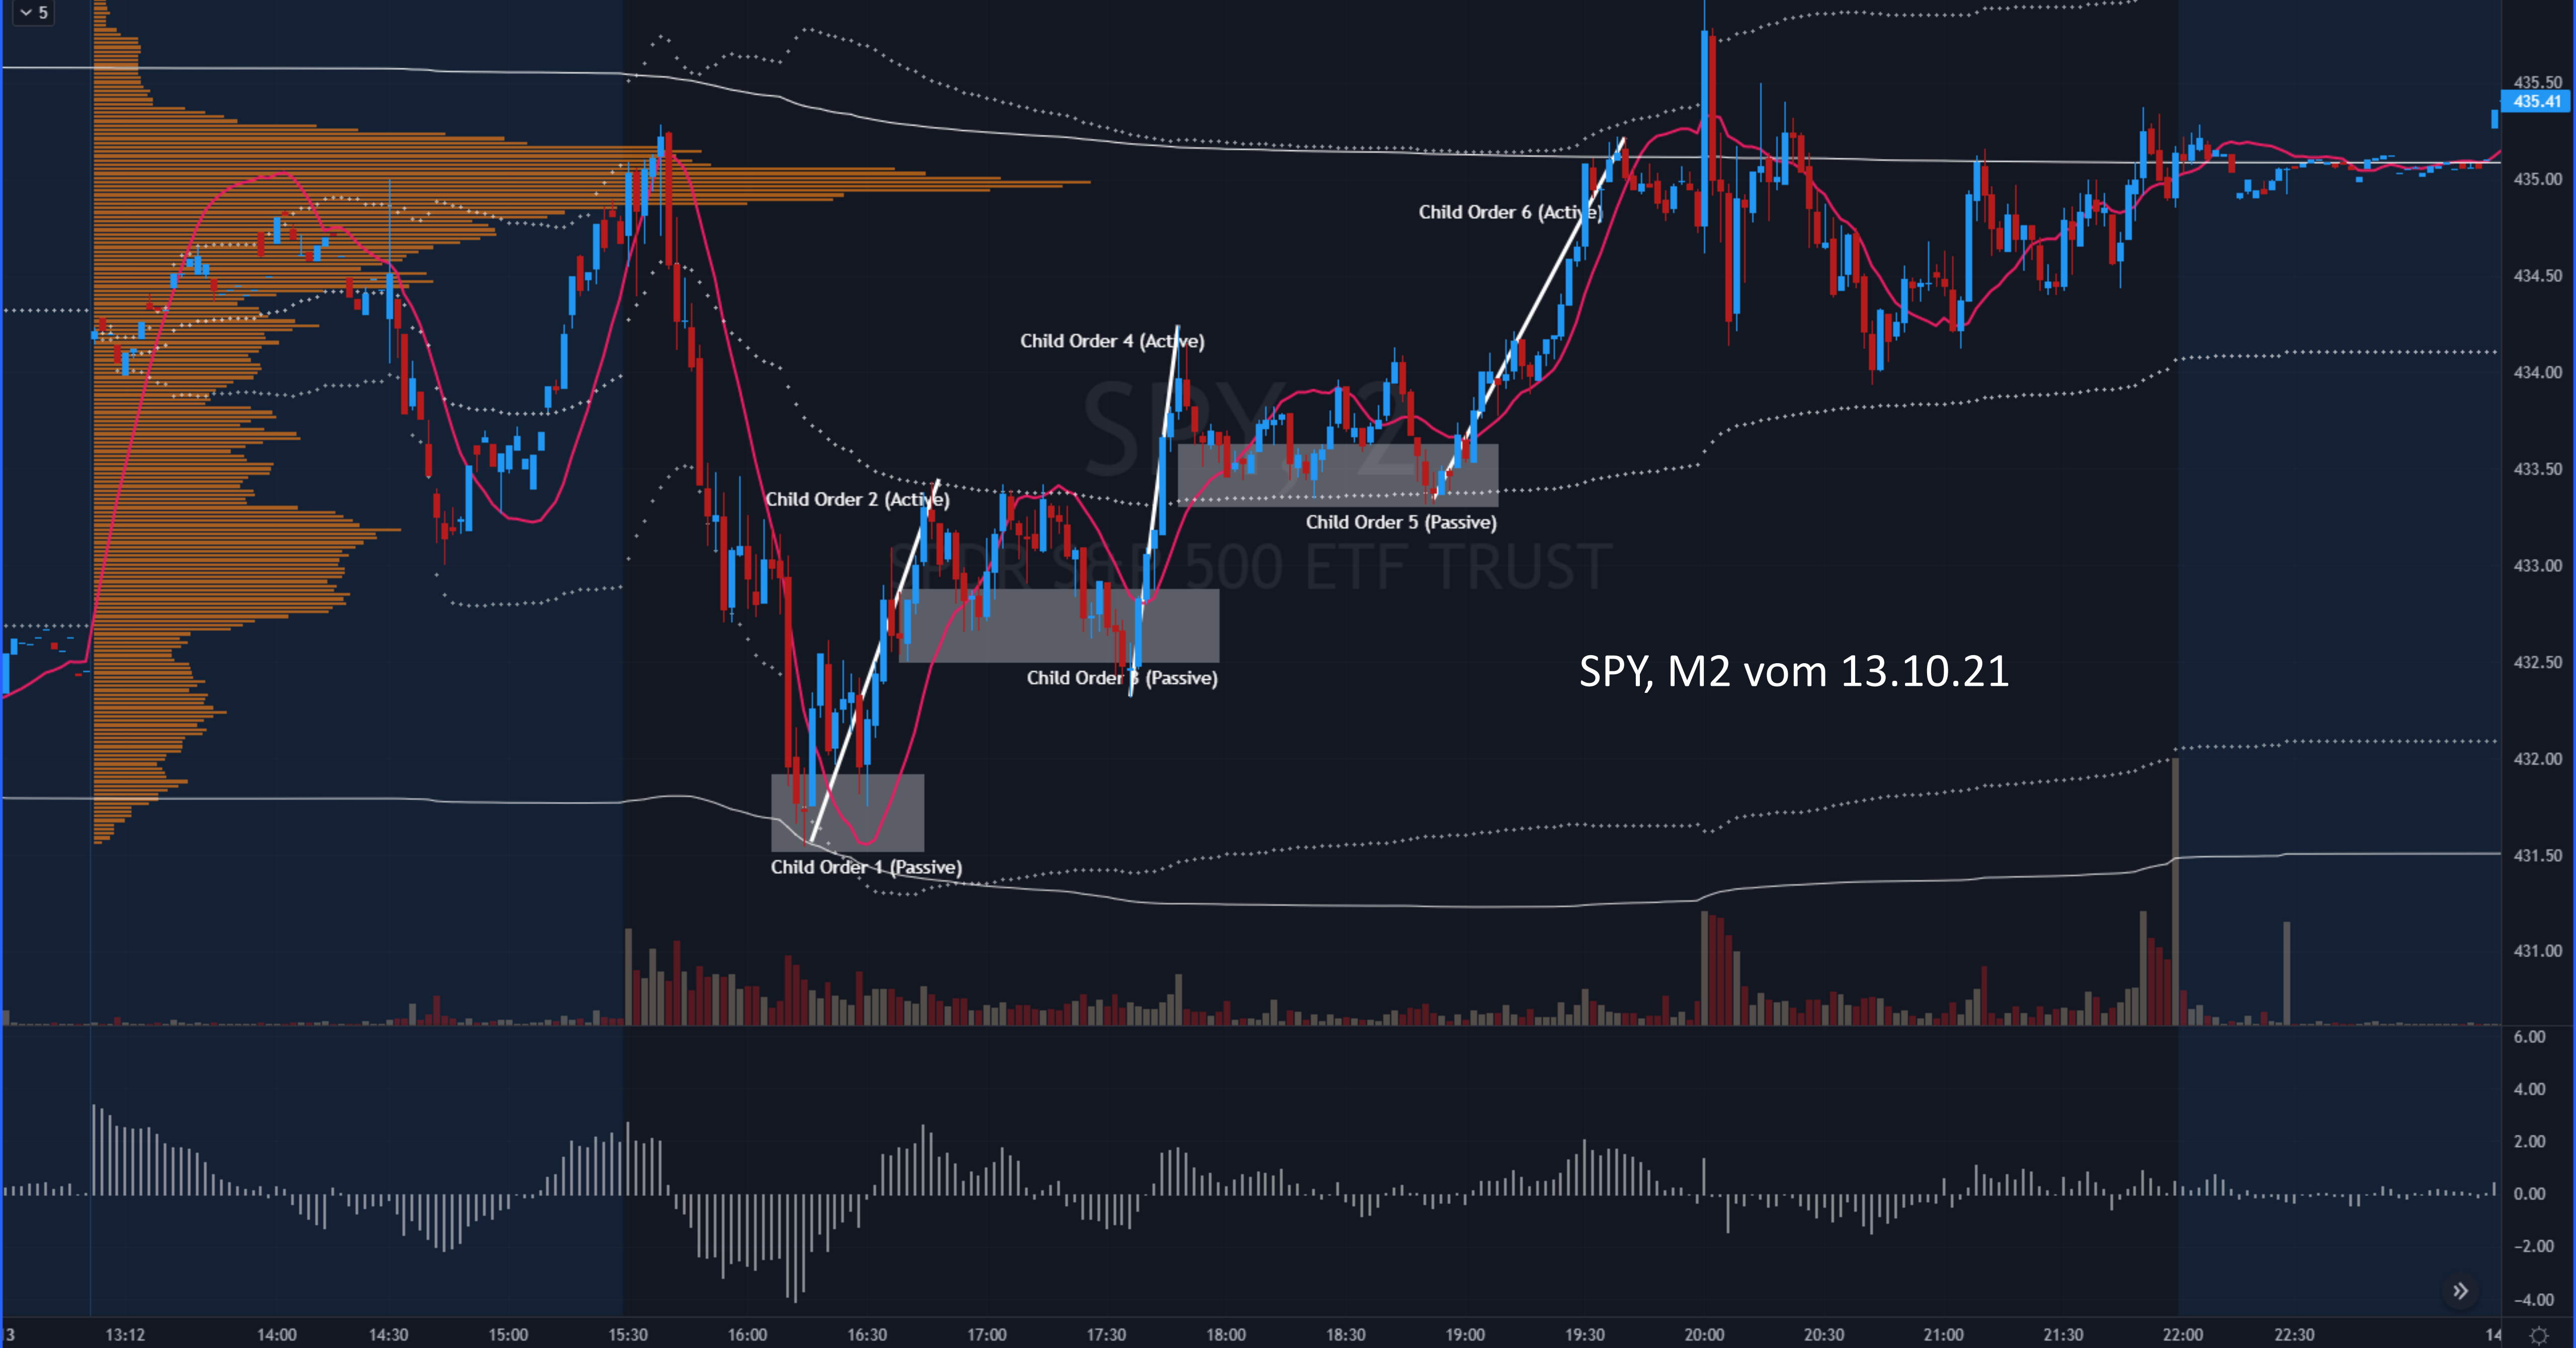 5
435.50
435.41
435.00
Child Order 6 (Active)
434.50
Child Order 4 (Active)
434.00
SPY, 2
433.50
Child Order 2 (Active)
Child Order 5 (Passive)
SPDR S&P 500 ETF TRUST
433.00
432.50
Child Order 3 (Passive)
SPY, M2 vom 13.10.21
432.00
431.50
Child Order 1 (Passive)
431.00
6.00
4.00
2.00
0.00
−2.00
−4.00
3 13:12 14:00 14:30 15:00 15:30 16:00 16:30 17:00 17:30 18:00 18:30 19:00 19:30 20:00 20:30 21:00 21:30 22:00 22:30 14